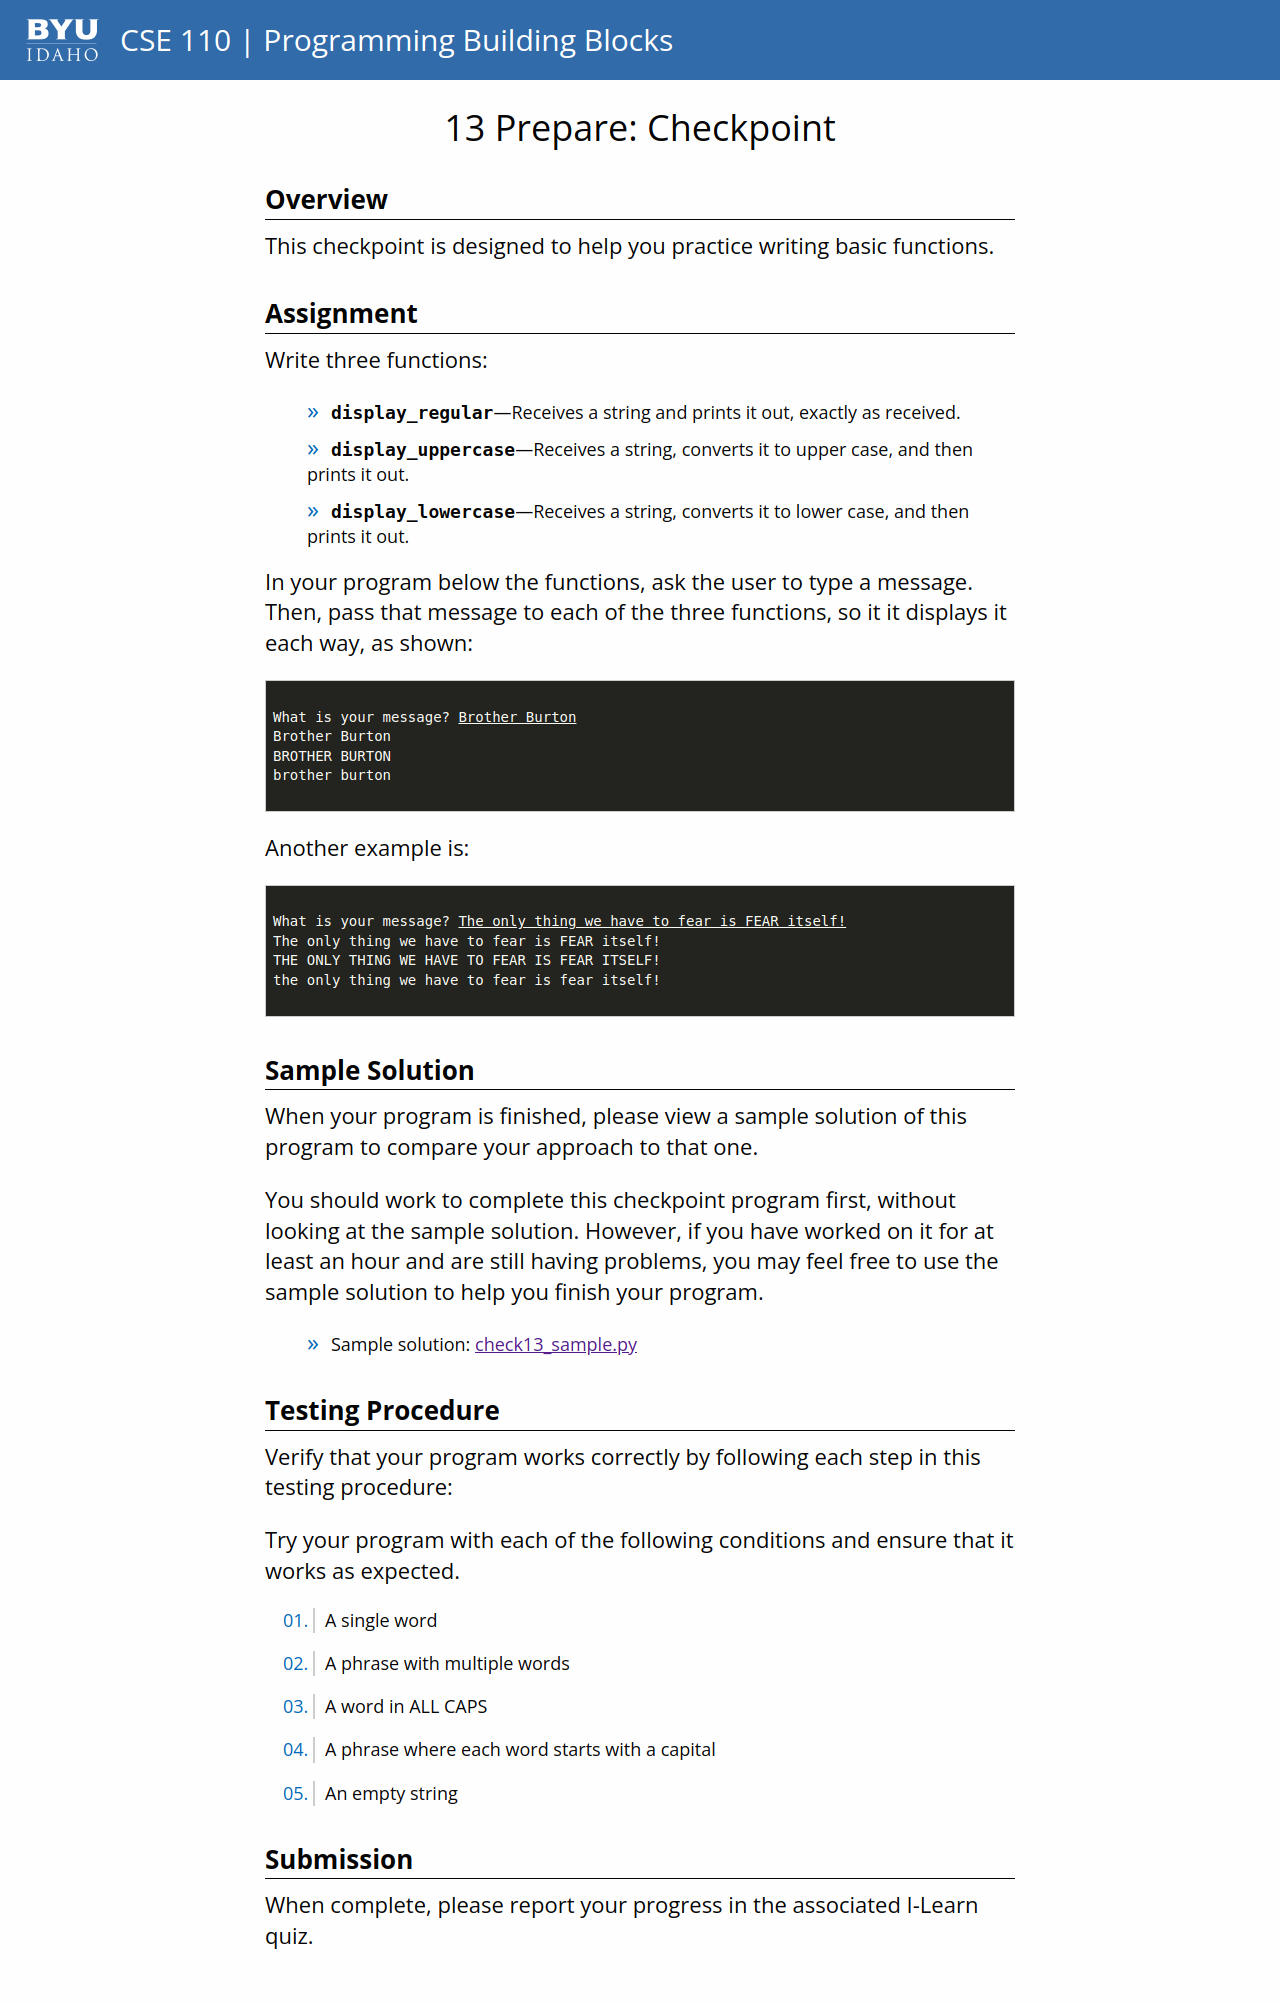 BYU
IDAHO
CSE 110 | Programming Building Blocks
13 Prepare: Checkpoint
Overview
This checkpoint is designed to help you practice writing basic functions.
Assignment
Write three functions:
» display_regular—Receives a string and prints it out, exactly as received.
» display_uppercase—Receives a string, converts it to upper case, and then
prints it out.
» display_lowercase—Receives a string, converts it to lower case, and then
prints it out.
In your program below the functions, ask the user to type a message.
Then, pass that message to each of the three functions, so it it displays it
each way, as shown:
What is your message? Brother Burton
Brother Burton
BROTHER BURTON
brother burton
Another example is:
What is your message? The only thing we have to fear is FEAR itself!
The only thing we have to fear is FEAR itself!
THE ONLY THING WE HAVE TO FEAR IS FEAR ITSELF!
the only thing we have to fear is fear itself!
Sample Solution
When your program is finished, please view a sample solution of this
program to compare your approach to that one.
You should work to complete this checkpoint program first, without
looking at the sample solution. However, if you have worked on it for at
least an hour and are still having problems, you may feel free to use the
sample solution to help you finish your program.
» Sample solution: check13_sample.py
Testing Procedure
Verify that your program works correctly by following each step in this
testing procedure:
Try your program with each of the following conditions and ensure that it
works as expected.
01. A single word
02. A phrase with multiple words
03. A word in ALL CAPS
04. A phrase where each word starts with a capital
05. An empty string
Submission
When complete, please report your progress in the associated I-Learn
quiz.